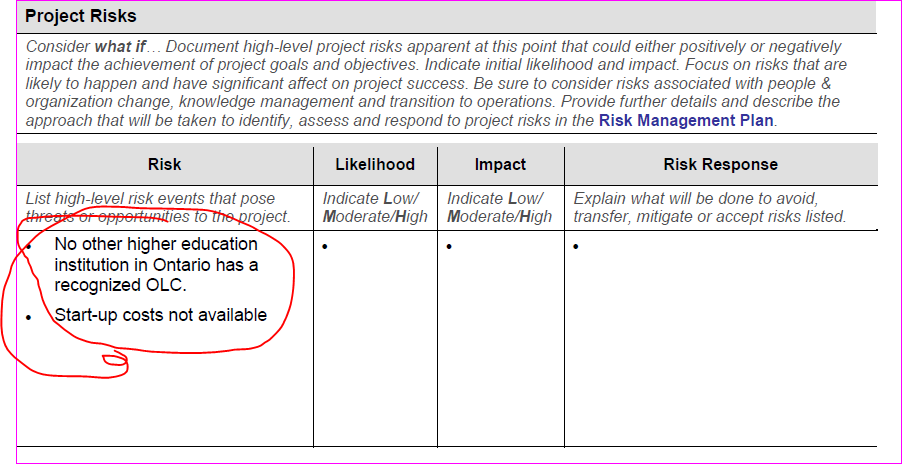 Project Risks
Consider what if… Document high-level project risks apparent at this point that could either positively or negatively
impact the achievement of project goals and objectives. Indicate initial likelihood and impact. Focus on risks that are
likely to happen and have significant affect on project success. Be sure to consider risks associated with people &
organization change, knowledge management and transition to operations. Provide further details and describe the
approach that will be taken to identify, assess and respond to project risks in the Risk Management Plan.
Risk Likelihood Impact Risk Response
List high-level risk events that pose
threats or opportunities to the project.
Indicate Low/
Moderate/High
Indicate Low/
Moderate/High
Explain what will be done to avoid,
transfer, mitigate or accept risks listed.
• No other higher education
institution in Ontario has a
recognized OLC.
• Start-up costs not available
•
•
•